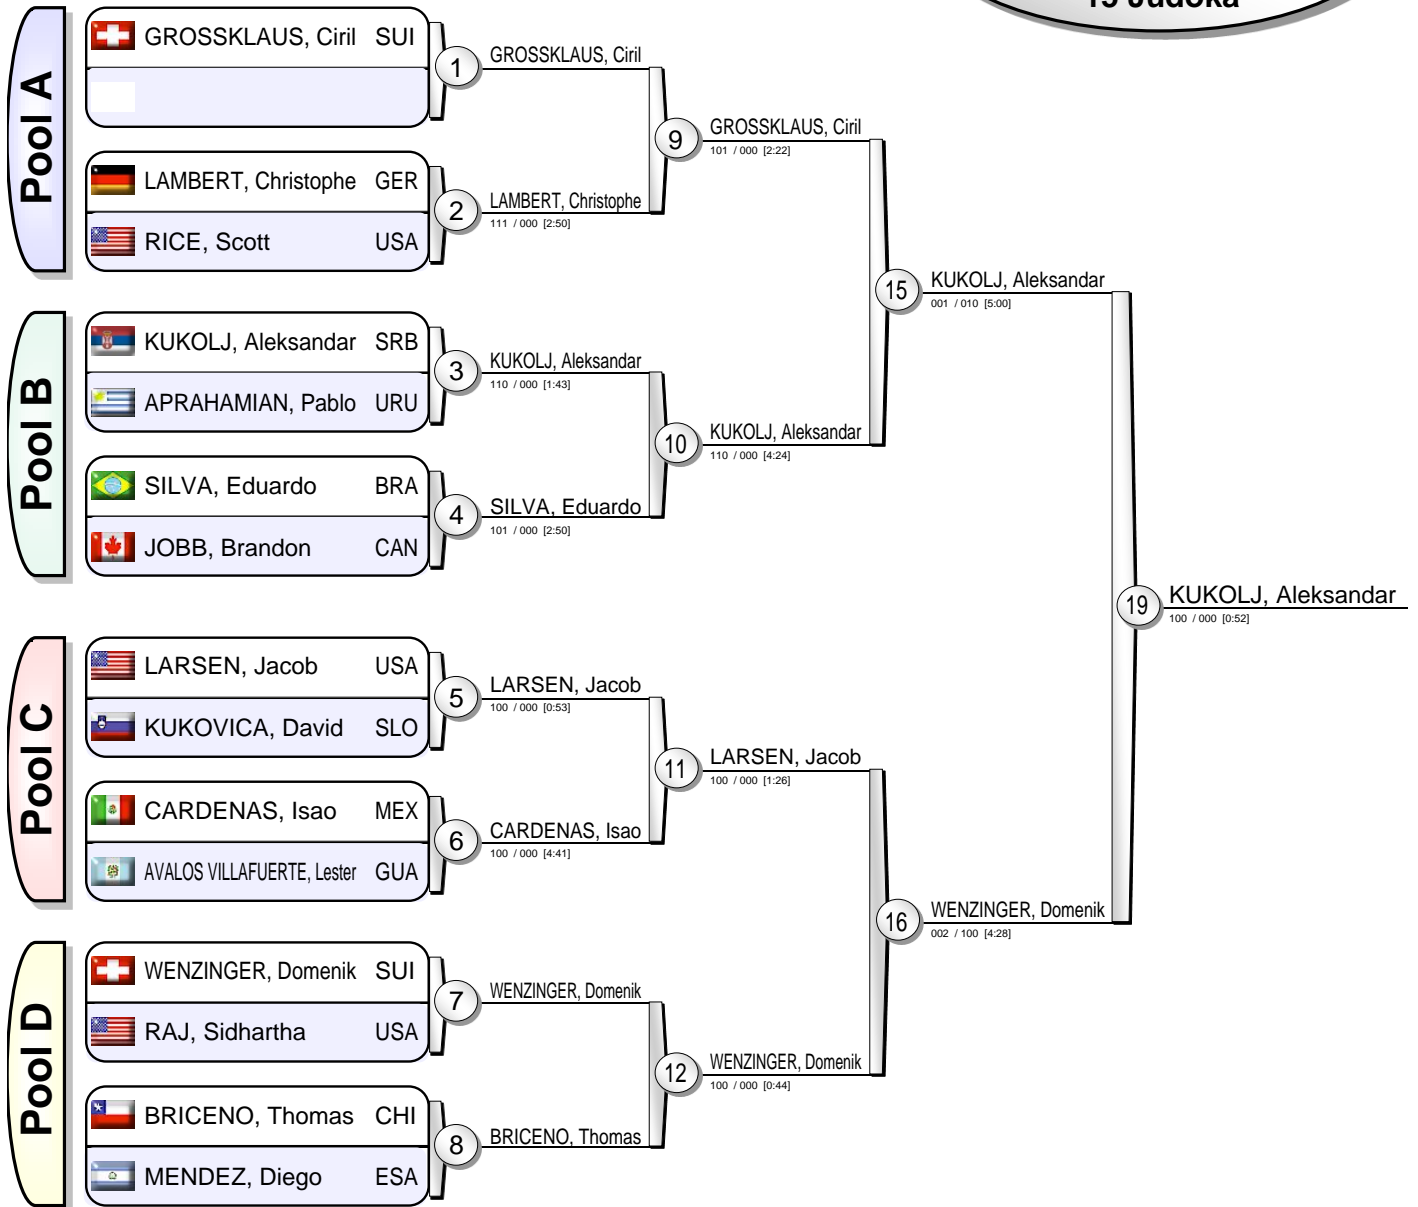 15 Judoka
Pool A
GROSSKLAUS, Ciril SUI
1
GROSSKLAUS, Ciril
LAMBERT, Christophe GER
RICE, Scott USA
2
LAMBERT, Christophe
111 / 000 [2:50]
9
GROSSKLAUS, Ciril
101 / 000 [2:22]
Pool B
KUKOLJ, Aleksandar SRB
APRAHAMIAN, Pablo URU
3
KUKOLJ, Aleksandar
110 / 000 [1:43]
SILVA, Eduardo BRA
JOBB, Brandon CAN
4
SILVA, Eduardo
101 / 000 [2:50]
10
KUKOLJ, Aleksandar
110 / 000 [4:24]
15
KUKOLJ, Aleksandar
001 / 010 [5:00]
Pool C
LARSEN, Jacob USA
KUKOVICA, David SLO
5
LARSEN, Jacob
100 / 000 [0:53]
CARDENAS, Isao MEX
AVALOS VILLAFUERTE, Lester GUA
6
CARDENAS, Isao
100 / 000 [4:41]
11
LARSEN, Jacob
100 / 000 [1:26]
Pool D
WENZINGER, Domenik SUI
RAJ, Sidhartha USA
7
WENZINGER, Domenik
BRICENO, Thomas CHI
MENDEZ, Diego ESA
8
BRICENO, Thomas
12
WENZINGER, Domenik
100 / 000 [0:44]
16
WENZINGER, Domenik
002 / 100 [4:28]
19
KUKOLJ, Aleksandar
100 / 000 [0:52]